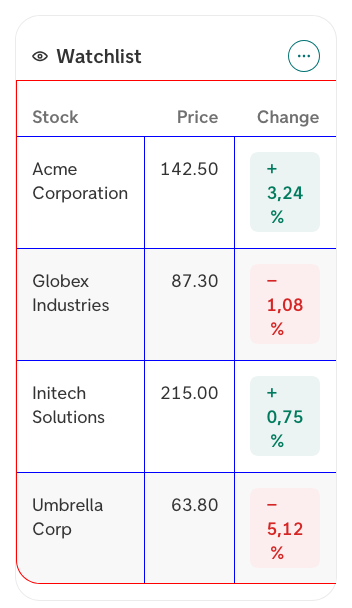 Watchlist
Stock Price Change
Acme 142.50 +
Corporation 3,24
%
Globex 87.30 −
Industries 1,08
%
Initech 215.00 +
Solutions 0,75
%
Umbrella 63.80 −
Corp 5,12
%